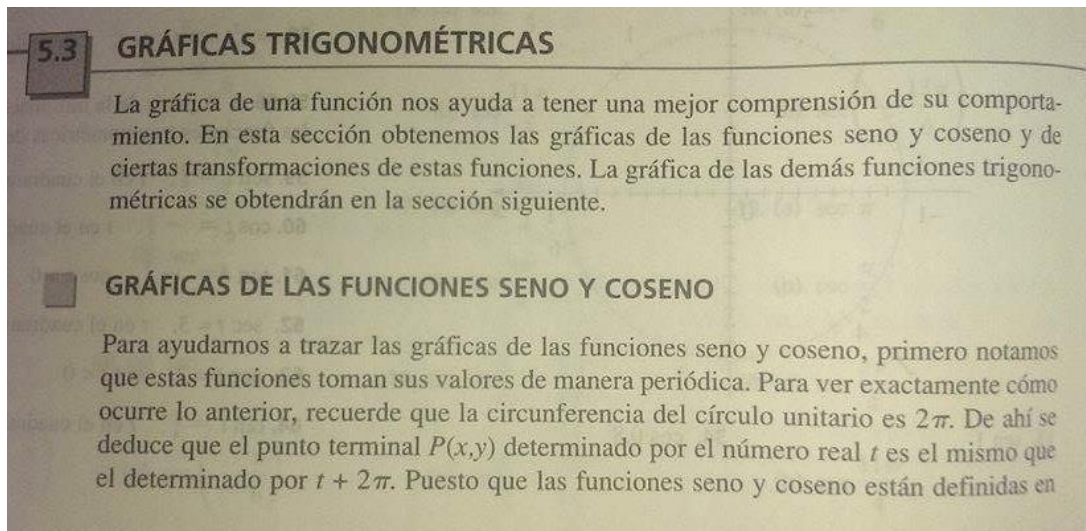 5.3 GRÁFICAS TRIGONOMÉTRICAS
La gráfica de una función nos ayuda a tener una mejor comprensión de su comporta-
miento. En esta sección obtenemos las gráficas de las funciones seno y coseno y de
ciertas transformaciones de estas funciones. La gráfica de las demás funciones trigono-
métricas se obtendrán en la sección siguiente.
GRÁFICAS DE LAS FUNCIONES SENO Y COSENO
Para ayudarnos a trazar las gráficas de las funciones seno y coseno, primero notamos
que estas funciones toman sus valores de manera periódica. Para ver exactamente cómo
ocurre lo anterior, recuerde que la circunferencia del círculo unitario es 2π. De ahí se
deduce que el punto terminal P(x,y) determinado por el número real t es el mismo que
el determinado por t + 2π. Puesto que las funciones seno y coseno están definidas en